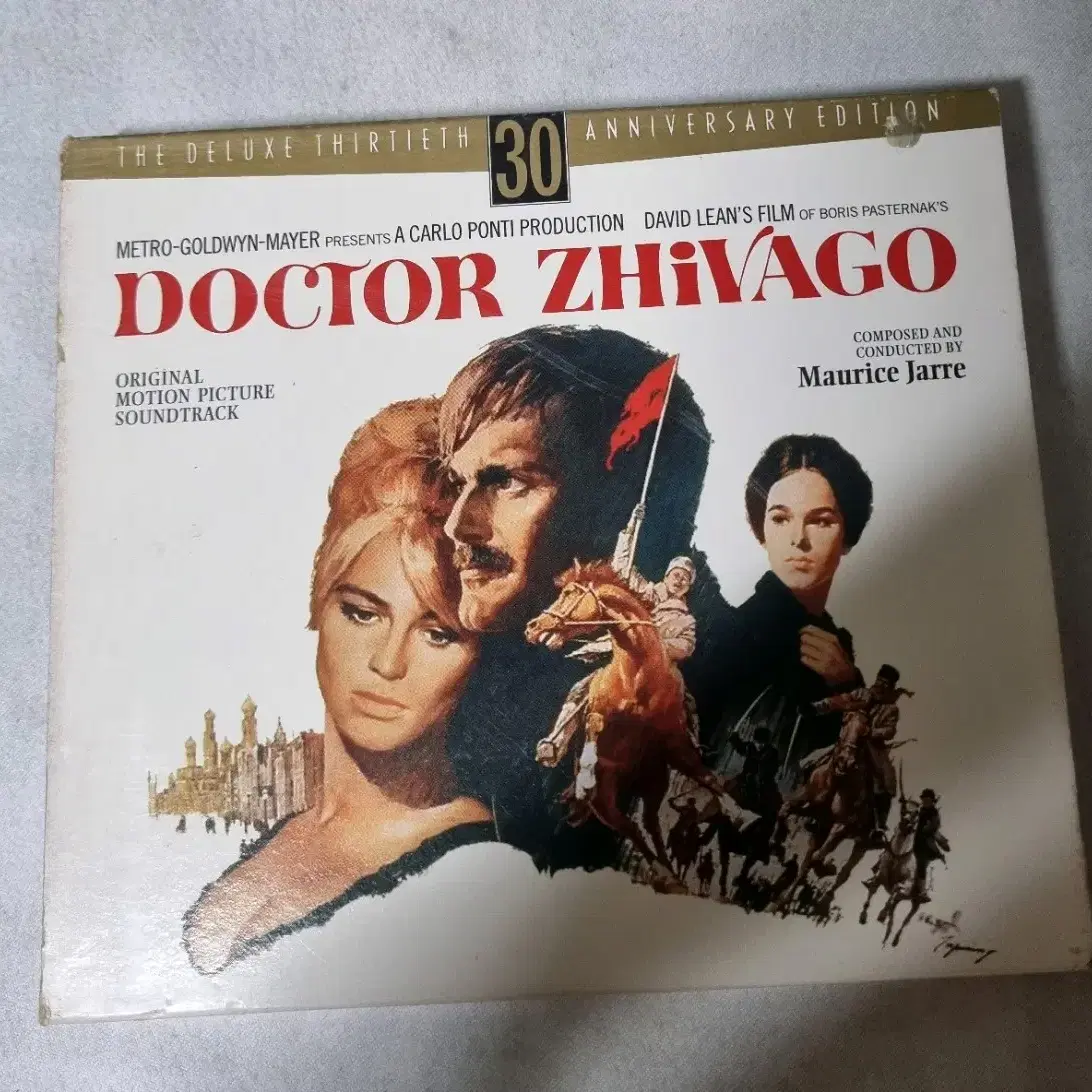 THE DELUXE THIRTIETH 30 ANNIVERSARY EDITION
METRO-GOLDWYN-MAYER PRESENTS A CARLO PONTI PRODUCTION DAVID LEAN'S FILM OF BORIS PASTERNAK'S
DOCTOR ZHiVAGO
ORIGINAL
MOTION PICTURE
SOUNDTRACK
COMPOSED AND
CONDUCTED BY
Maurice Jarre